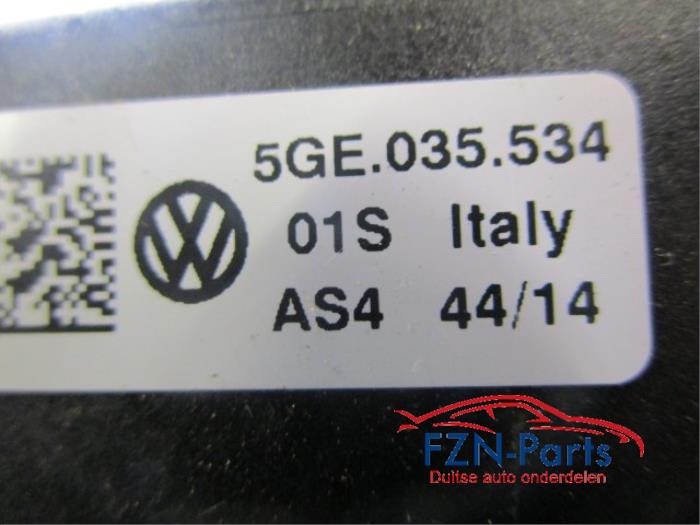 5GE.035.534
01S Italy
AS4 44/14
FZN-Parts
Duitse auto onderdelen